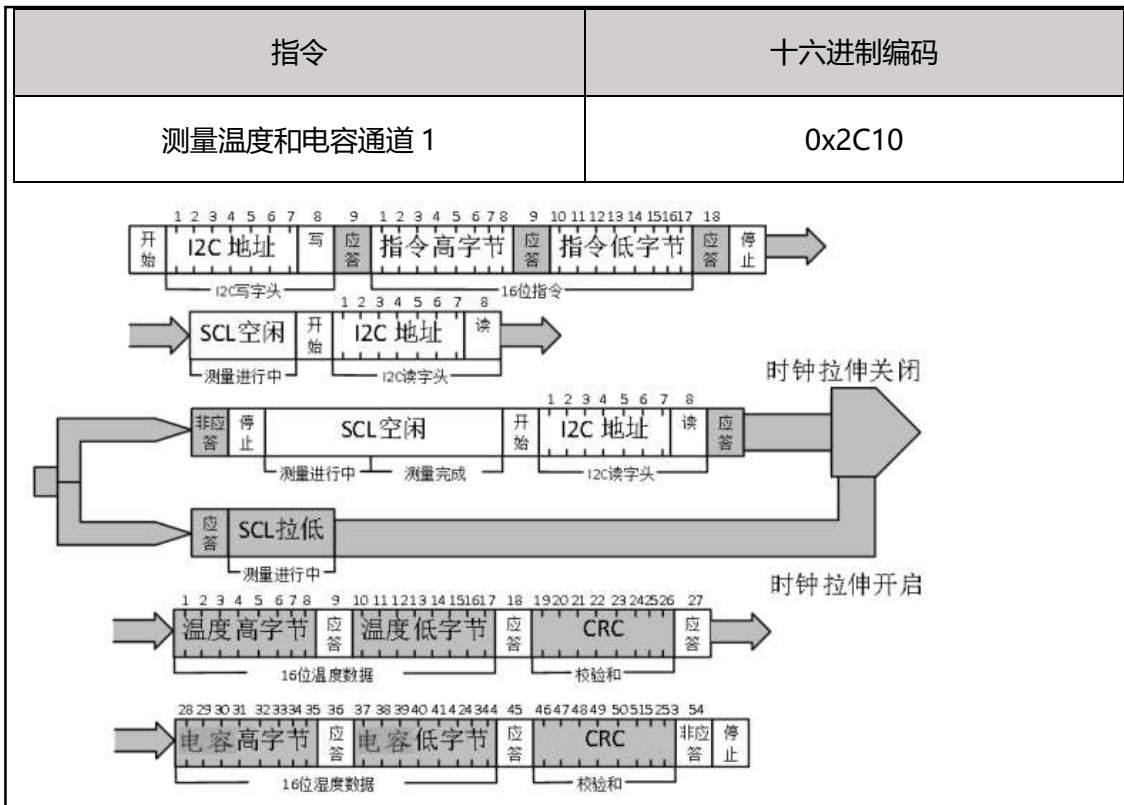 指令 十六进制编码
测量温度和电容通道 1 0x2C10
1 2 3 4 5 6 7 8 9 1 2 3 4 5 6 7 8 9 10 11 12 13 14 15 16 17 18
开始 I2C 地址 写 应答 指令高字节 应答 指令低字节 应答 停止
I2C写字头 16位指令
1 2 3 4 5 6 7 8
SCL空闲 开始 I2C 地址 读
测量进行中 I2C读字头
时钟拉伸关闭
1 2 3 4 5 6 7 8
非应答 停止 SCL空闲 开始 I2C 地址 读 应答
测量进行中 测量完成 I2C读字头
应答 SCL拉低
测量进行中
时钟拉伸开启
1 2 3 4 5 6 7 8 9 10 11 12 13 14 15 16 17 18 19 20 21 22 23 24 25 26 27
温度高字节 应答 温度低字节 应答 CRC 应答
16位温度数据 校验和
28 29 30 31 32 33 34 35 36 37 38 39 40 41 42 43 44 45 46 47 48 49 50 51 52 53 54
电容高字节 应答 电容低字节 应答 CRC 非应答 停止
16位湿度数据 校验和